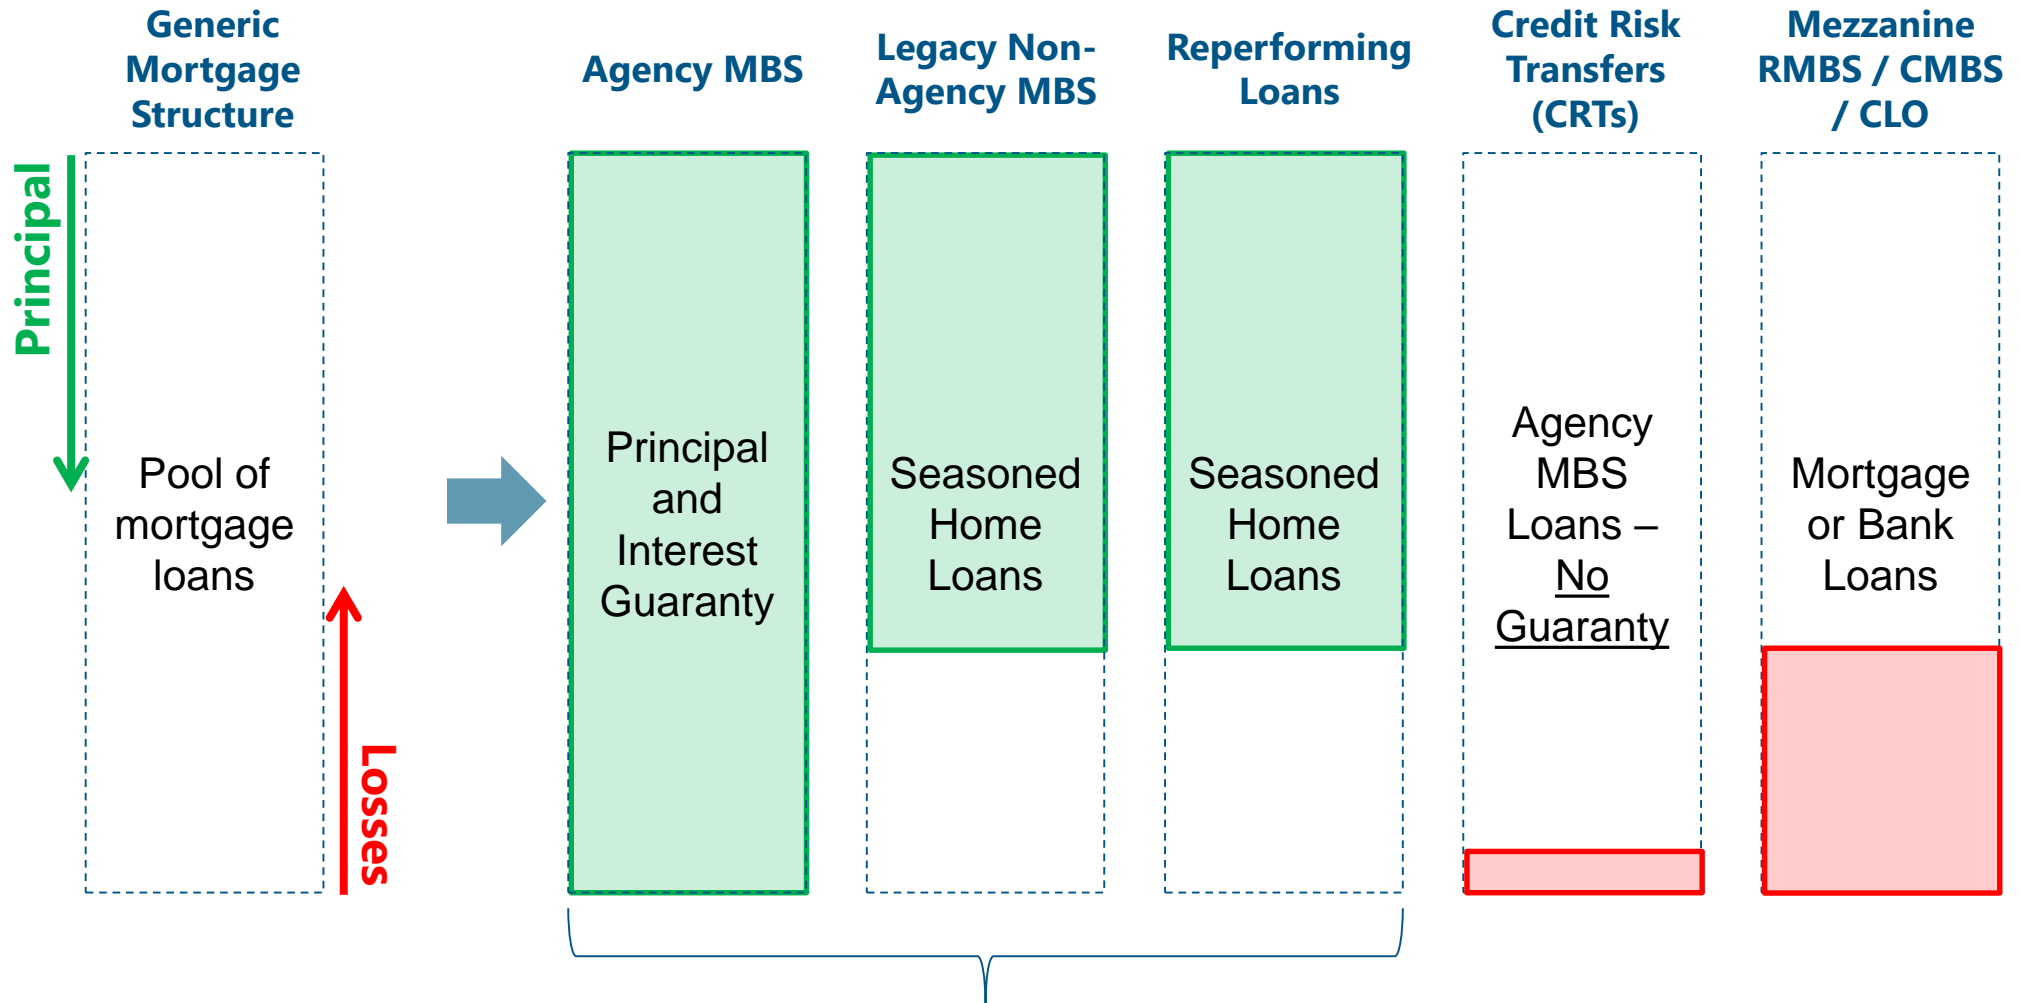 Generic
Mortgage
Structure
Agency MBS
Legacy Non-
Agency MBS
Reperforming
Loans
Credit Risk
Transfers
(CRTs)
Mezzanine
RMBS / CMBS
/ CLO
Principal
Pool of
mortgage
loans
Losses
Principal
and
Interest
Guaranty
Seasoned
Home
Loans
Seasoned
Home
Loans
Agency
MBS
Loans –
No
Guaranty
Mortgage
or Bank
Loans